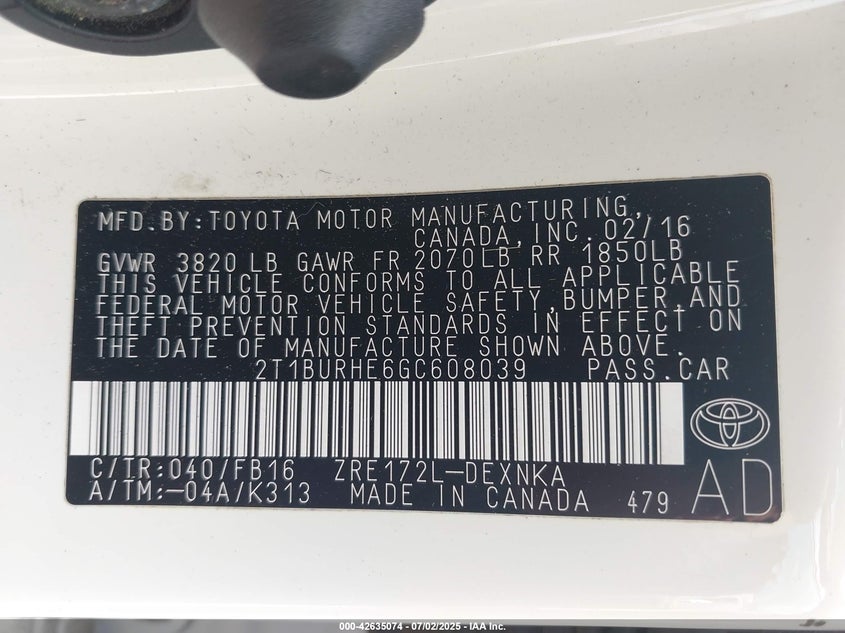 MFD.BY:TOYOTA MOTOR MANUFACTURING,
CANADA,INC. 02/16
GVWR 3820 LB GAWR FR 2070LB RR 1850LB
THIS VEHICLE CONFORMS TO ALL APPLICABLE
FEDERAL MOTOR VEHICLE SAFETY,BUMPER,AND
THEFT PREVENTION STANDARDS IN EFFECT ON
THE DATE OF MANUFACTURE SHOWN ABOVE.
2T1BURHE6GC608039 PASS.CAR
C/TR:040/FB16 ZRE172L-DEXNKA
A/TM:-04A/K313 MADE IN CANADA 479 AD
000-42635074 - 07/02/2025 - IAA Inc.